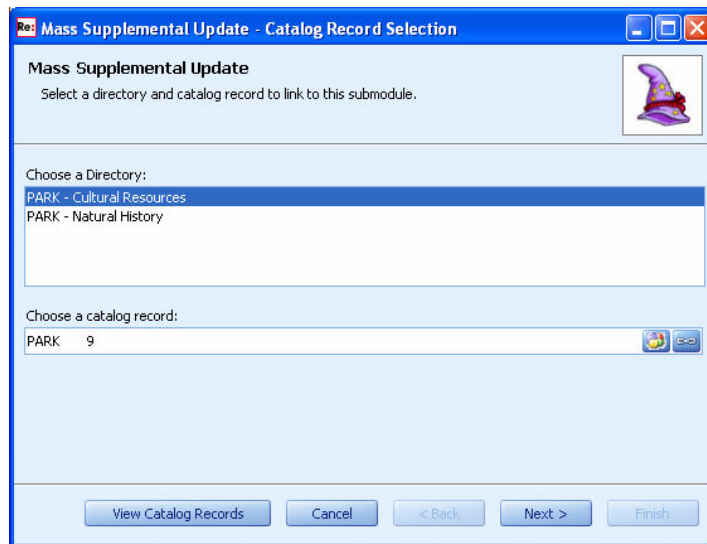 Re: Mass Supplemental Update - Catalog Record Selection
Mass Supplemental Update
Select a directory and catalog record to link to this submodule.
Choose a Directory:
PARK - Cultural Resources
PARK - Natural History
Choose a catalog record:
PARK 9
View Catalog Records Cancel < Back Next > Finish